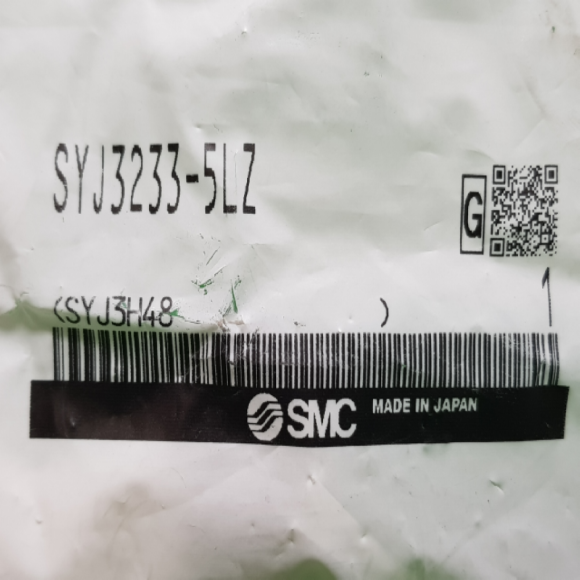 SYJ3233-5LZ
G
(SYJ3H48 )
1
SMC MADE IN JAPAN